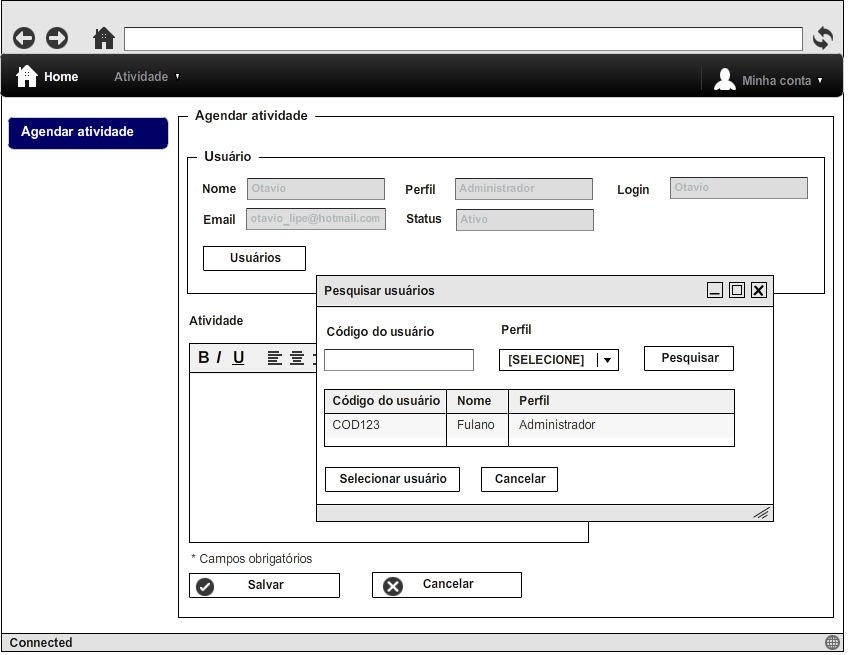 Home Atividade Minha conta
Agendar atividade
Agendar atividade
Usuário
Nome Otavio Perfil Administrador Login Otavio
Email otavio_lipe@hotmail.com Status Ativo
Usuários
Pesquisar usuários
Atividade
Código do usuário Perfil
B I U
[SELECIONE] Pesquisar
Código do usuário Nome Perfil
COD123 Fulano Administrador
Selecionar usuário Cancelar
* Campos obrigatórios
Salvar Cancelar
Connected